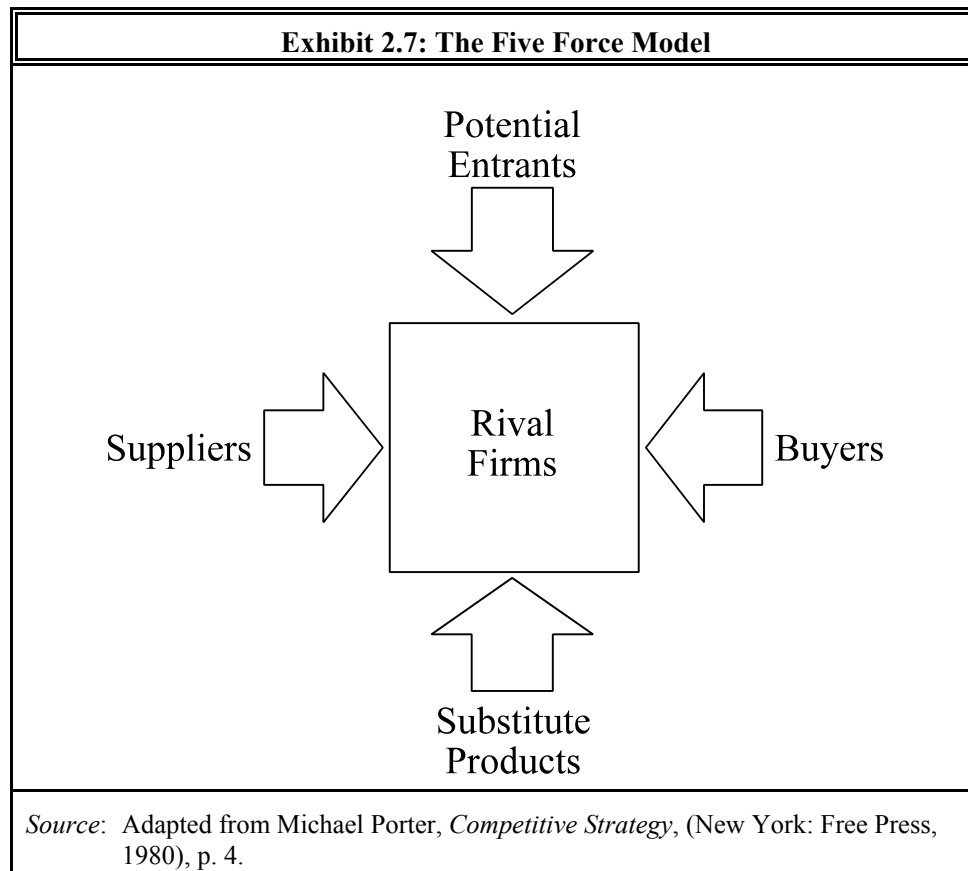 Exhibit 2.7: The Five Force Model
Potential
Entrants
Suppliers
Rival
Firms
Buyers
Substitute
Products
Source: Adapted from Michael Porter, Competitive Strategy, (New York: Free Press,
1980), p. 4.